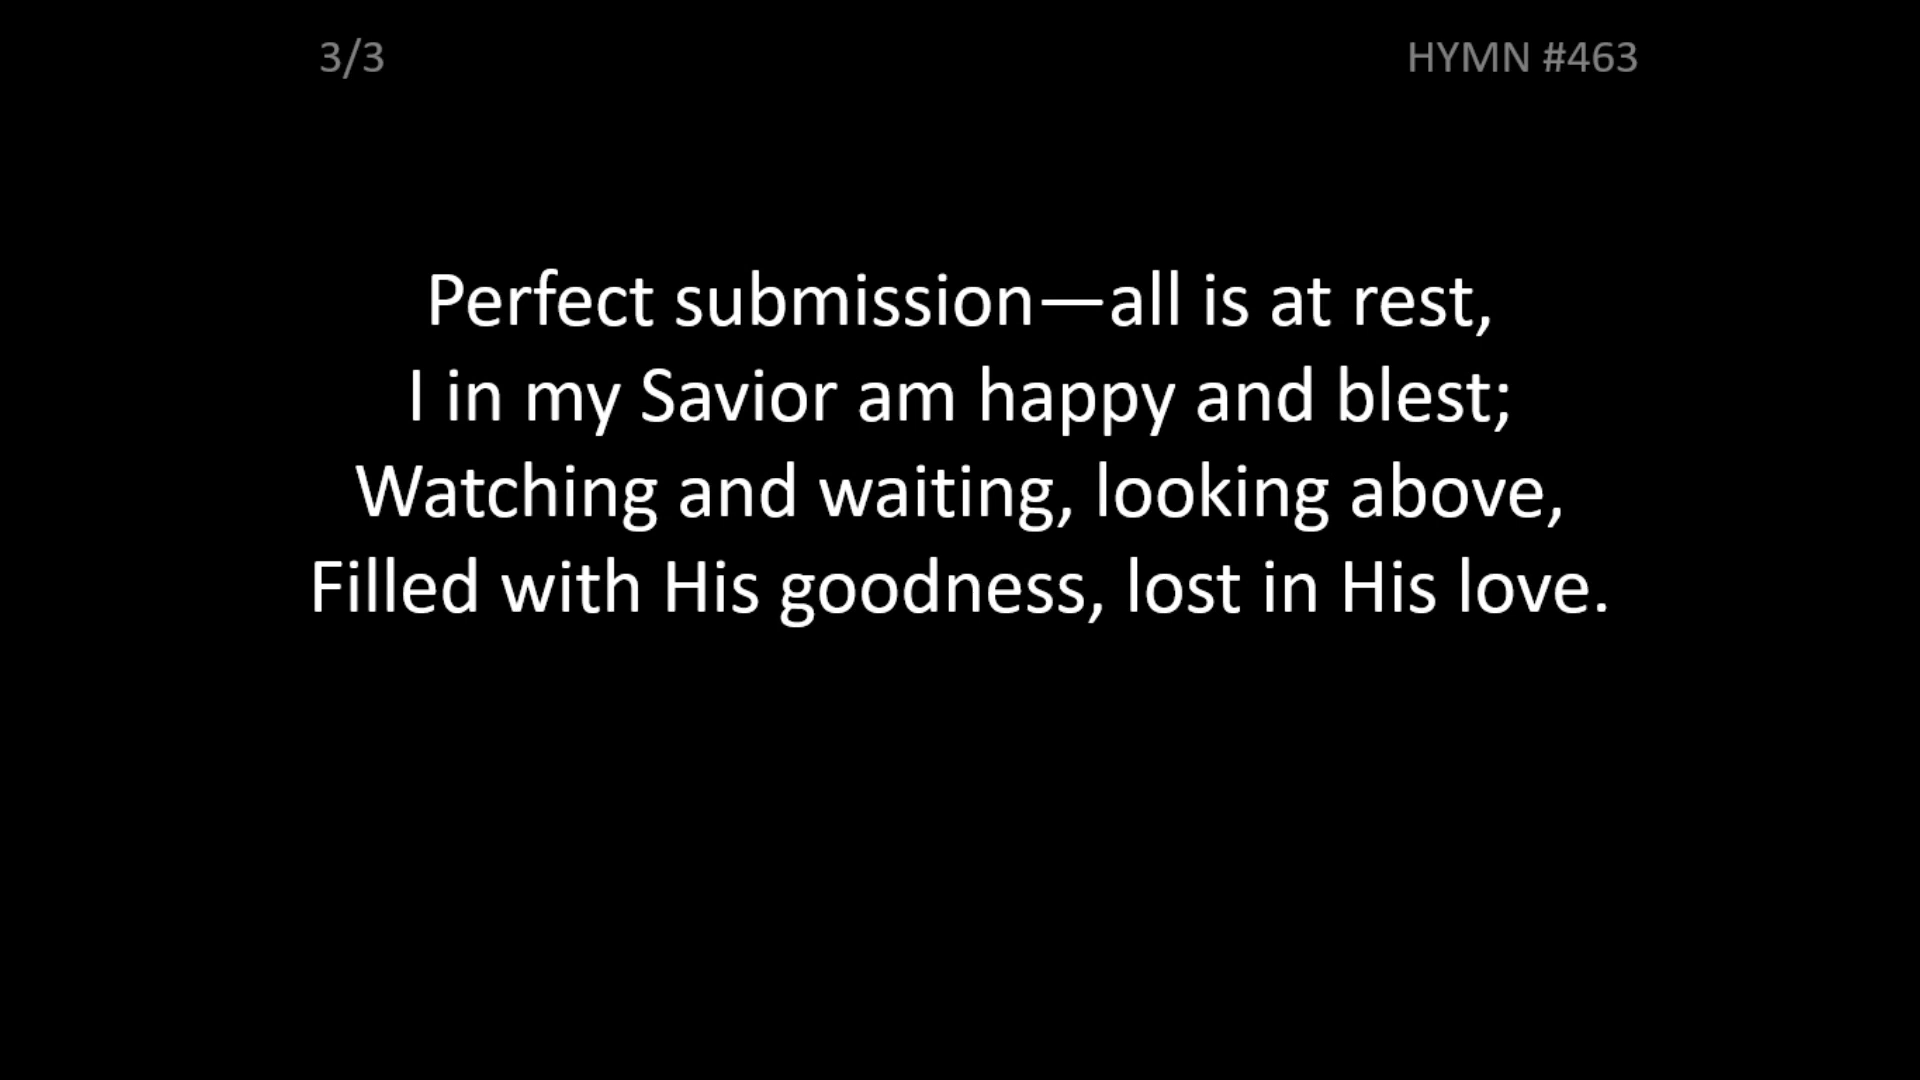 3/3
HYMN #463
Perfect submission—all is at rest,
I in my Savior am happy and blest;
Watching and waiting, looking above,
Filled with His goodness, lost in His love.